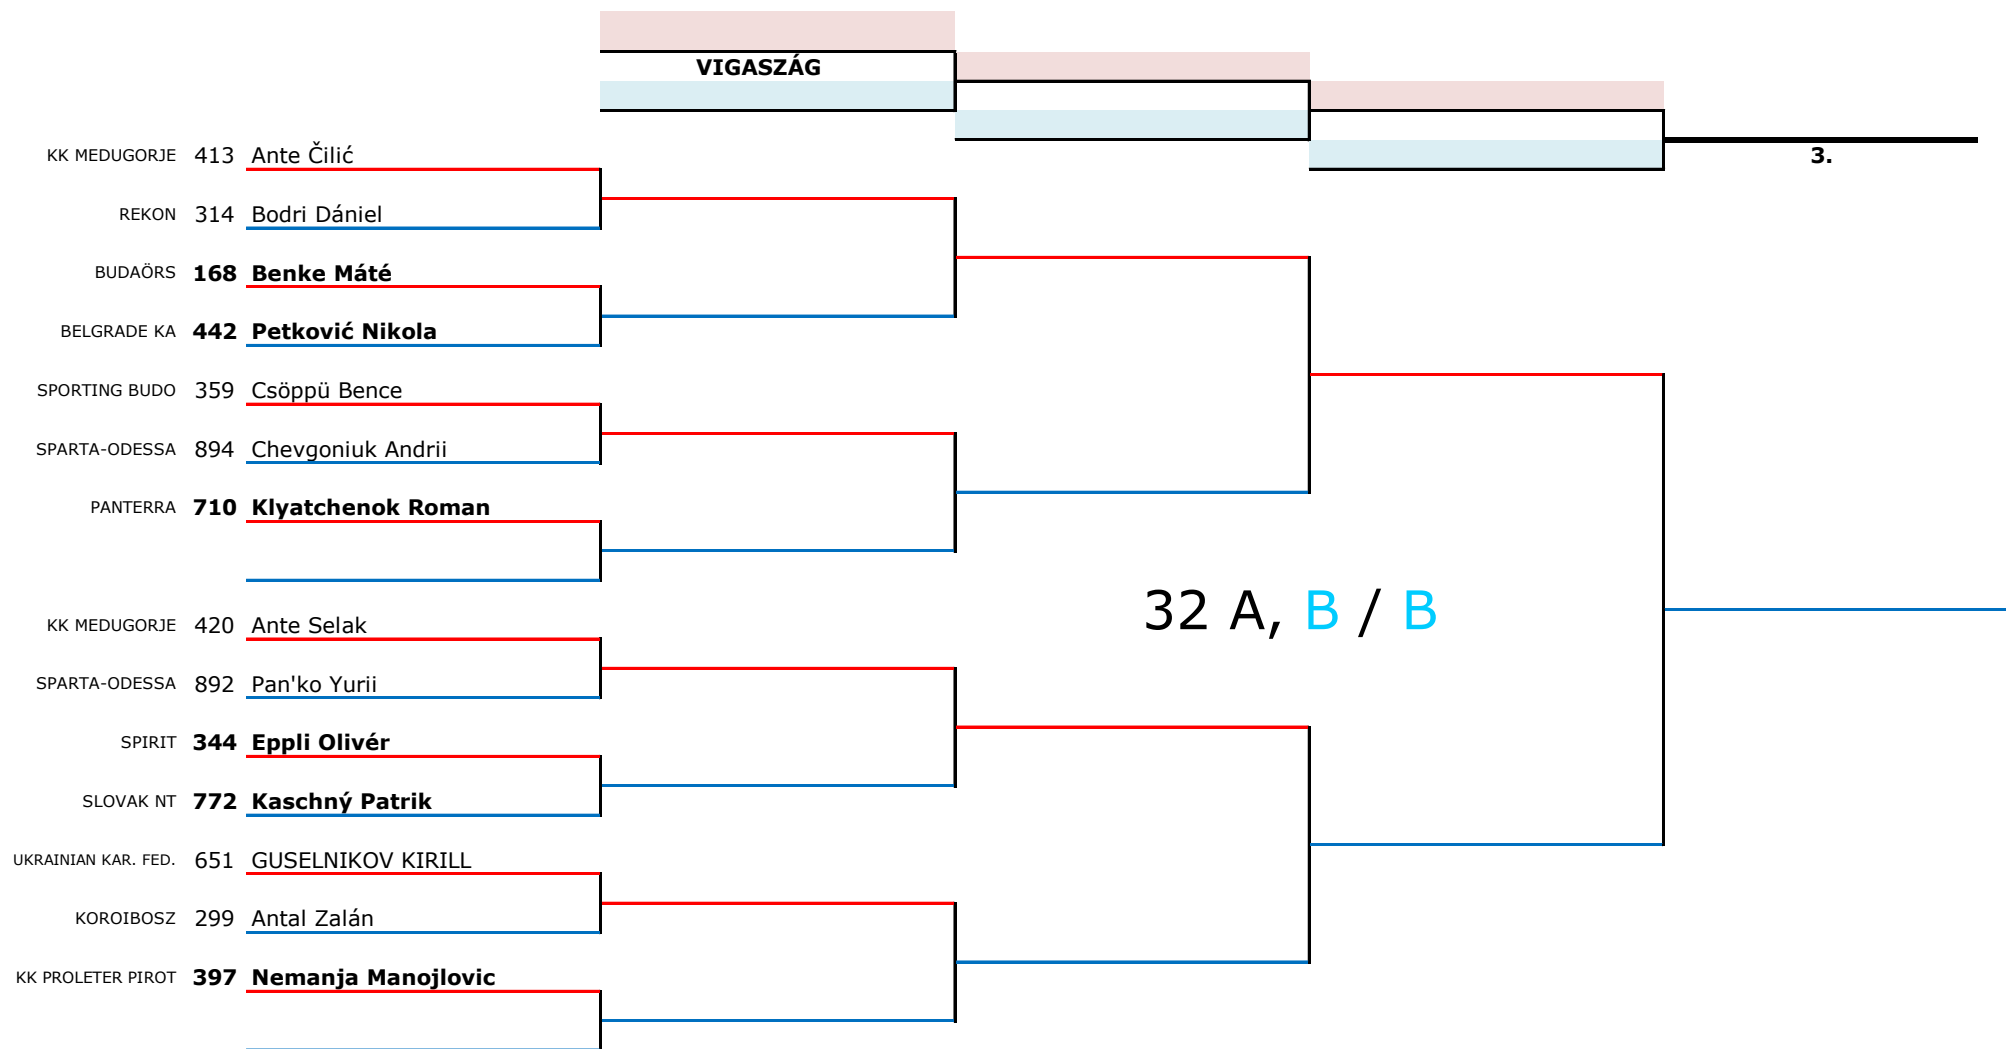 VIGASZÁG
KK MEDUGORJE 413 Ante Čilić
3.
REKON 314 Bodri Dániel
BUDAÖRS 168 Benke Máté
BELGRADE KA 442 Petković Nikola
SPORTING BUDO 359 Csöppü Bence
SPARTA-ODESSA 894 Chevgoniuk Andrii
PANTERRA 710 Klyatchenok Roman
32 A, B / B
KK MEDUGORJE 420 Ante Selak
SPARTA-ODESSA 892 Pan'ko Yurii
SPIRIT 344 Eppli Olivér
SLOVAK NT 772 Kaschný Patrik
UKRAINIAN KAR. FED. 651 GUSELNIKOV KIRILL
KOROIBOSZ 299 Antal Zalán
KK PROLETER PIROT 397 Nemanja Manojlovic